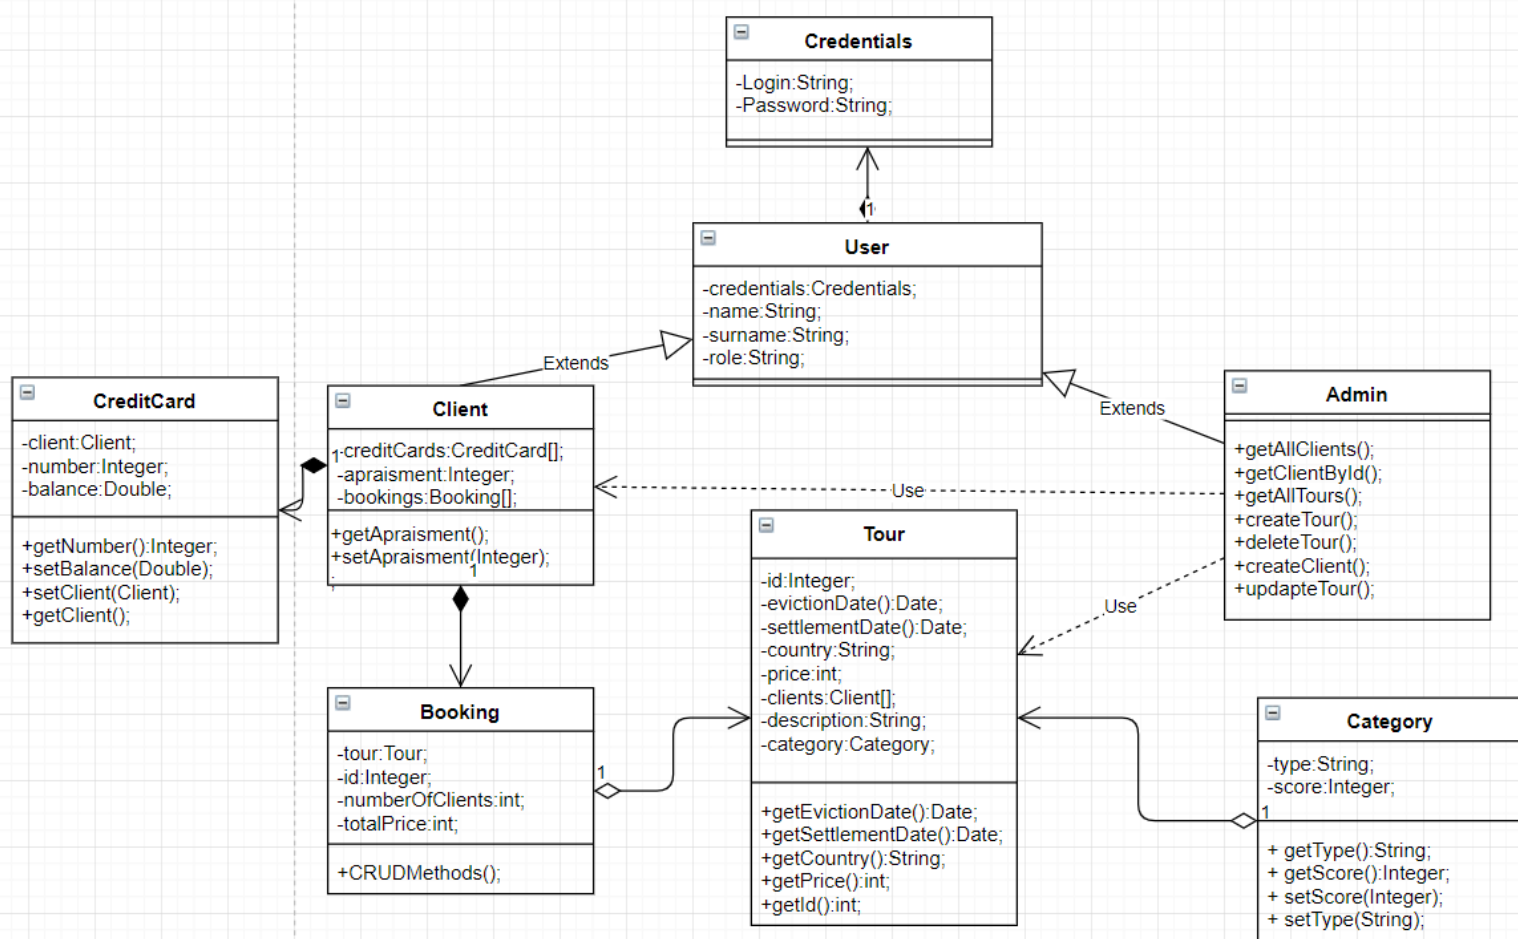 Credentials
-Login:String;
-Password:String;
1
User
-credentials:Credentials;
-name:String;
-surname:String;
-role:String;
Extends
Extends
CreditCard
-client:Client;
-number:Integer;
-balance:Double;
+getNumber():Integer;
+setBalance(Double);
+setClient(Client);
+getClient();
Client
1
-creditCards:CreditCard[];
-apraisment:Integer;
-bookings:Booking[];
+getApraisment();
+setApraisment(Integer);
;
1
Use
Admin
+getAllClients();
+getClientById();
+getAllTours();
+createTour();
+deleteTour();
+createClient();
+updapteTour();
Use
Tour
-id:Integer;
-evictionDate():Date;
-settlementDate():Date;
-country:String;
-price:int;
-clients:Client[];
-description:String;
-category:Category;
+getEvictionDate():Date;
+getSettlementDate():Date;
+getCountry():String;
+getPrice():int;
+getId():int;
Booking
-tour:Tour;
-id:Integer;
-numberOfClients:int;
-totalPrice:int;
+CRUDMethods();
1
Category
-type:String;
-score:Integer;
1
+ getType():String;
+ getScore():Integer;
+ setScore(Integer);
+ setType(String);